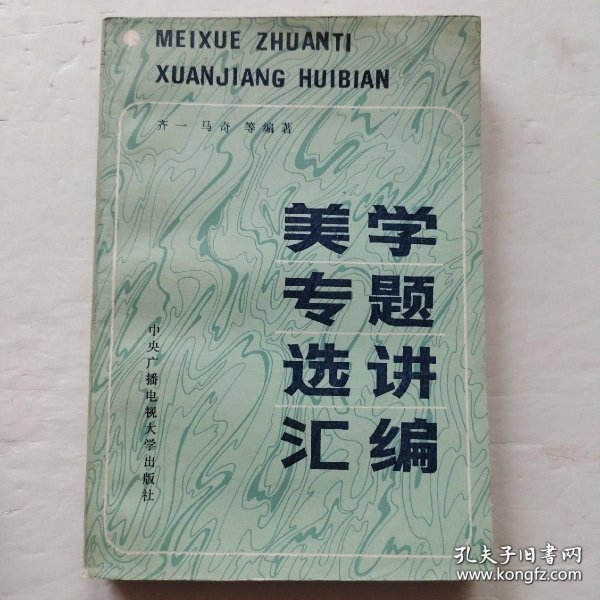 MEIXUE ZHUANTI
XUANJIANG HUIBIAN
齐一 马奇 等编著
美学
专题
选讲
汇编
中央广播电视大学出版社
孔夫子旧书网
www.kongfz.com